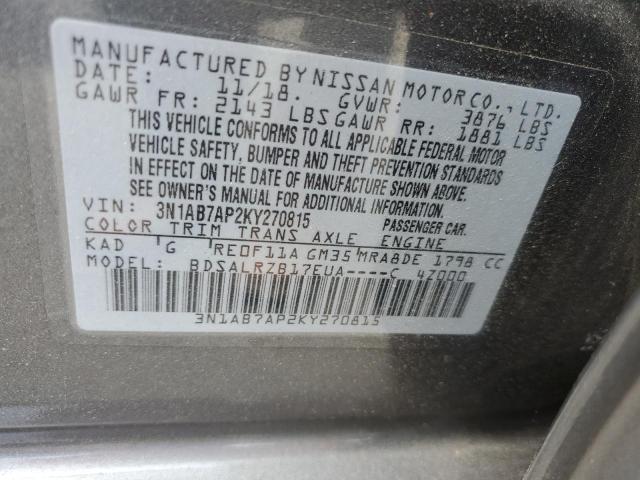 MANUFACTURED BY NISSAN MOTOR CO., LTD.
DATE: 11/18. GVWR: 3876 LBS
GAWR FR: 2143 LBS GAWR RR: 1881 LBS
THIS VEHICLE CONFORMS TO ALL APPLICABLE FEDERAL MOTOR
VEHICLE SAFETY, BUMPER AND THEFT PREVENTION STANDARDS
IN EFFECT ON THE DATE OF MANUFACTURE SHOWN ABOVE.
SEE OWNER'S MANUAL FOR ADDITIONAL INFORMATION.
VIN: 3N1AB7AP2KY270815 PASSENGER CAR.
COLOR TRIM TRANS AXLE ENGINE
KAD 'G 'RE0F11A GM35 'MRA8DE 1798 CC
BDSALRZB17EUA----C 4Z000
3N1AB7AP2KY270815